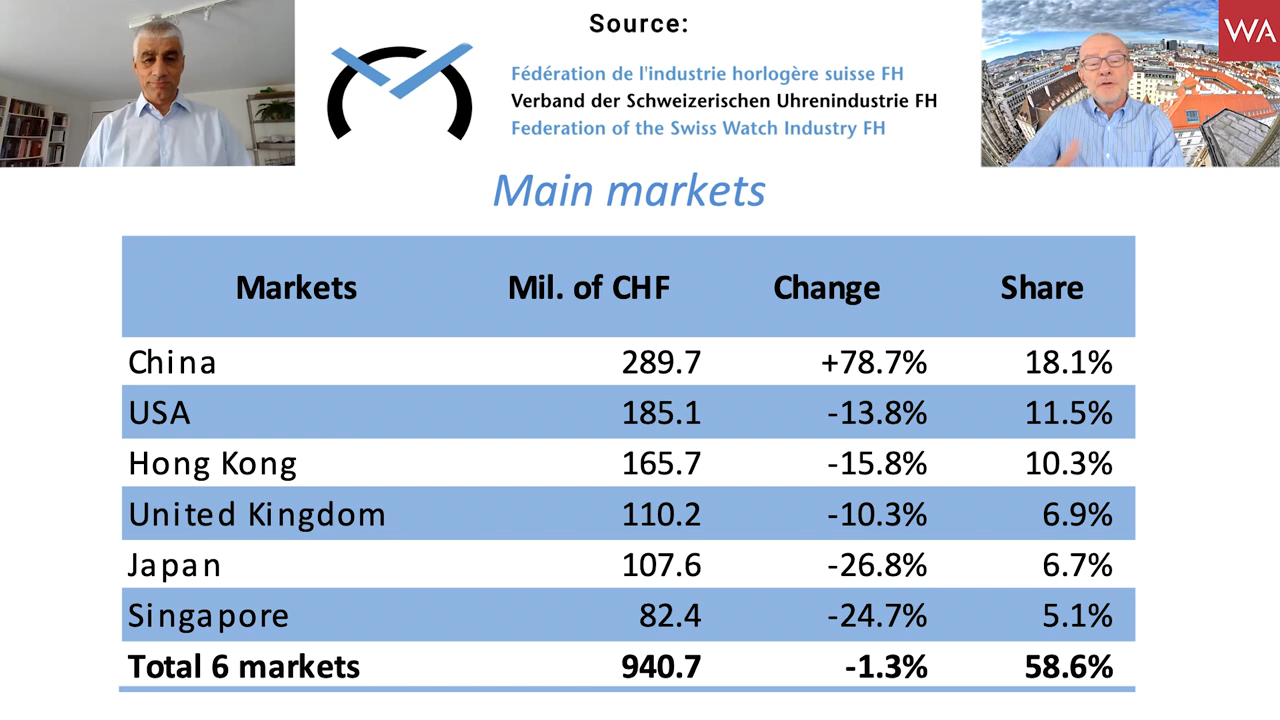 Source:
WA
Fédération de l'industrie horlogère suisse FH
Verband der Schweizerischen Uhrenindustrie FH
Federation of the Swiss Watch Industry FH
Main markets
Markets Mil. of CHF Change Share
China 289.7 +78.7% 18.1%
USA 185.1 -13.8% 11.5%
Hong Kong 165.7 -15.8% 10.3%
United Kingdom 110.2 -10.3% 6.9%
Japan 107.6 -26.8% 6.7%
Singapore 82.4 -24.7% 5.1%
Total 6 markets 940.7 -1.3% 58.6%